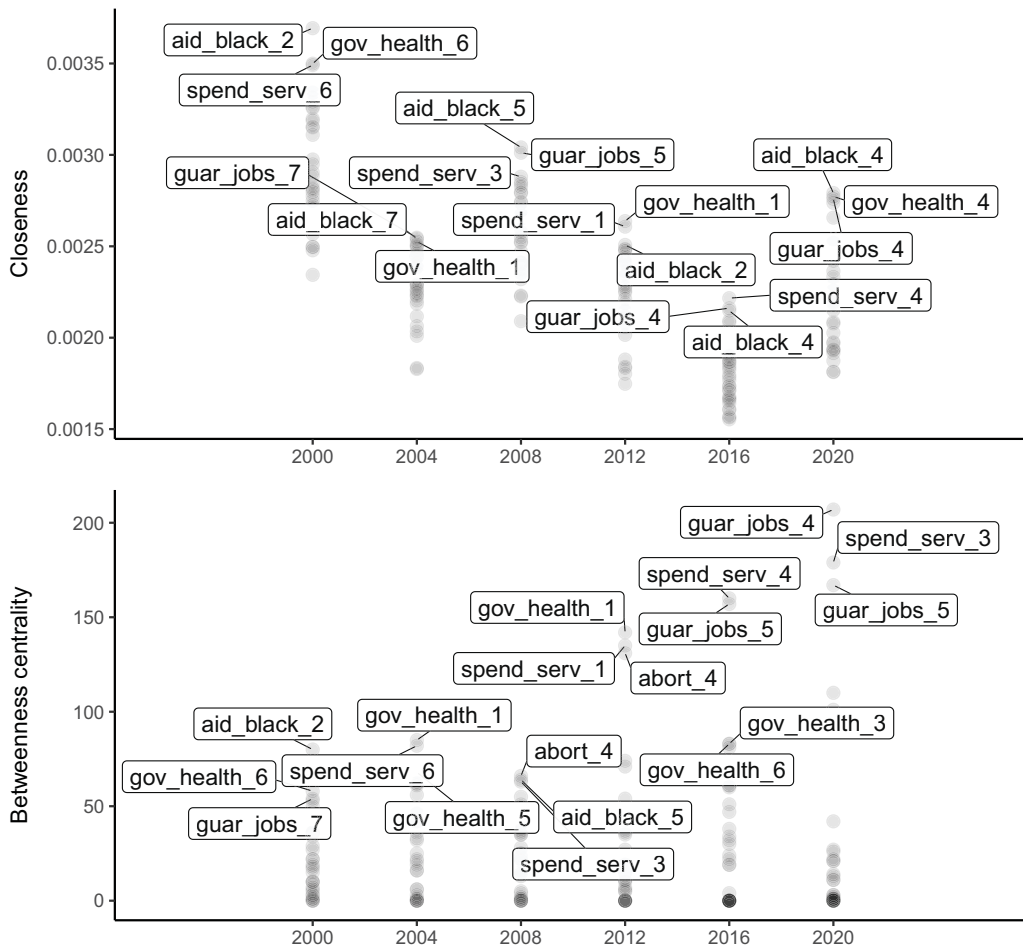 aid_black_2
gov_health_6
0.0035
spend_serv_6
aid_black_5
0.0030
guar_jobs_5
aid_black_4
guar_jobs_7
spend_serv_3
gov_health_1
gov_health_4
aid_black_7
spend_serv_1
Closeness
0.0025
guar_jobs_4
gov_health_1
aid_black_2
spend_serv_4
guar_jobs_4
0.0020
aid_black_4
0.0015
2000 2004 2008 2012 2016 2020
200
guar_jobs_4
spend_serv_3
spend_serv_4
150
gov_health_1
guar_jobs_5
guar_jobs_5
spend_serv_1
abort_4
Betweenness centrality
100
aid_black_2
gov_health_1
gov_health_3
abort_4
gov_health_6
spend_serv_6
gov_health_6
50
guar_jobs_7
gov_health_5
aid_black_5
spend_serv_3
0
2000 2004 2008 2012 2016 2020